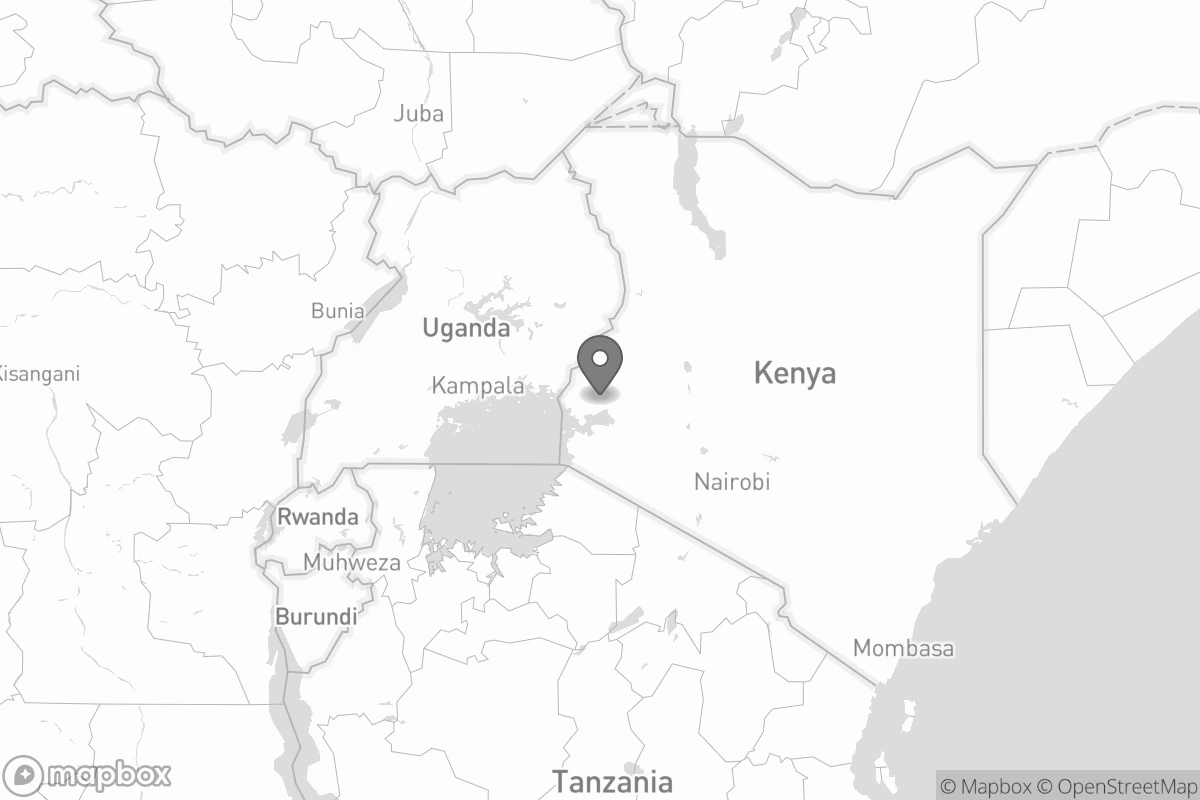 Juba
Bunia
Uganda
Kisangani
Kampala
Kenya
Nairobi
Rwanda
Muhweza
Burundi
Mombasa
Tanzania
mapbox
© Mapbox © OpenStreetMap